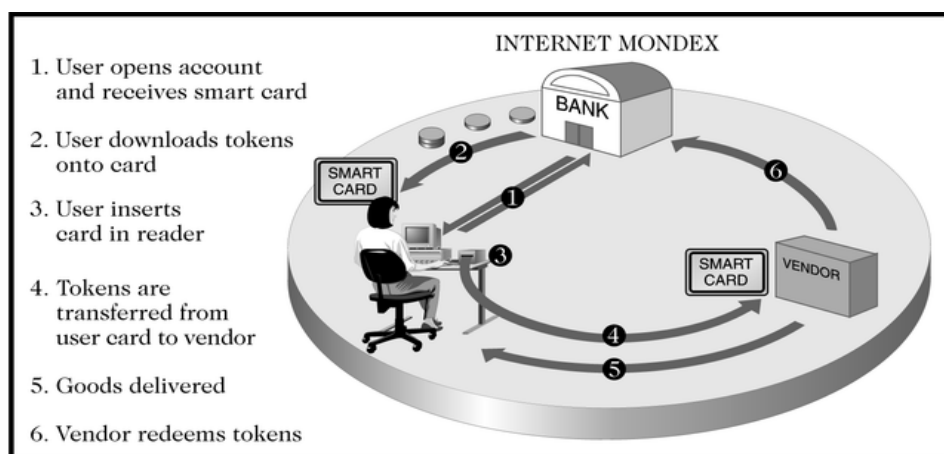 INTERNET MONDEX
1. User opens account
and receives smart card
2. User downloads tokens
onto card
3. User inserts
card in reader
4. Tokens are
transferred from
user card to vendor
5. Goods delivered
6. Vendor redeems tokens
BANK
2
SMART
CARD
1
6
3
SMART
CARD
VENDOR
4
5